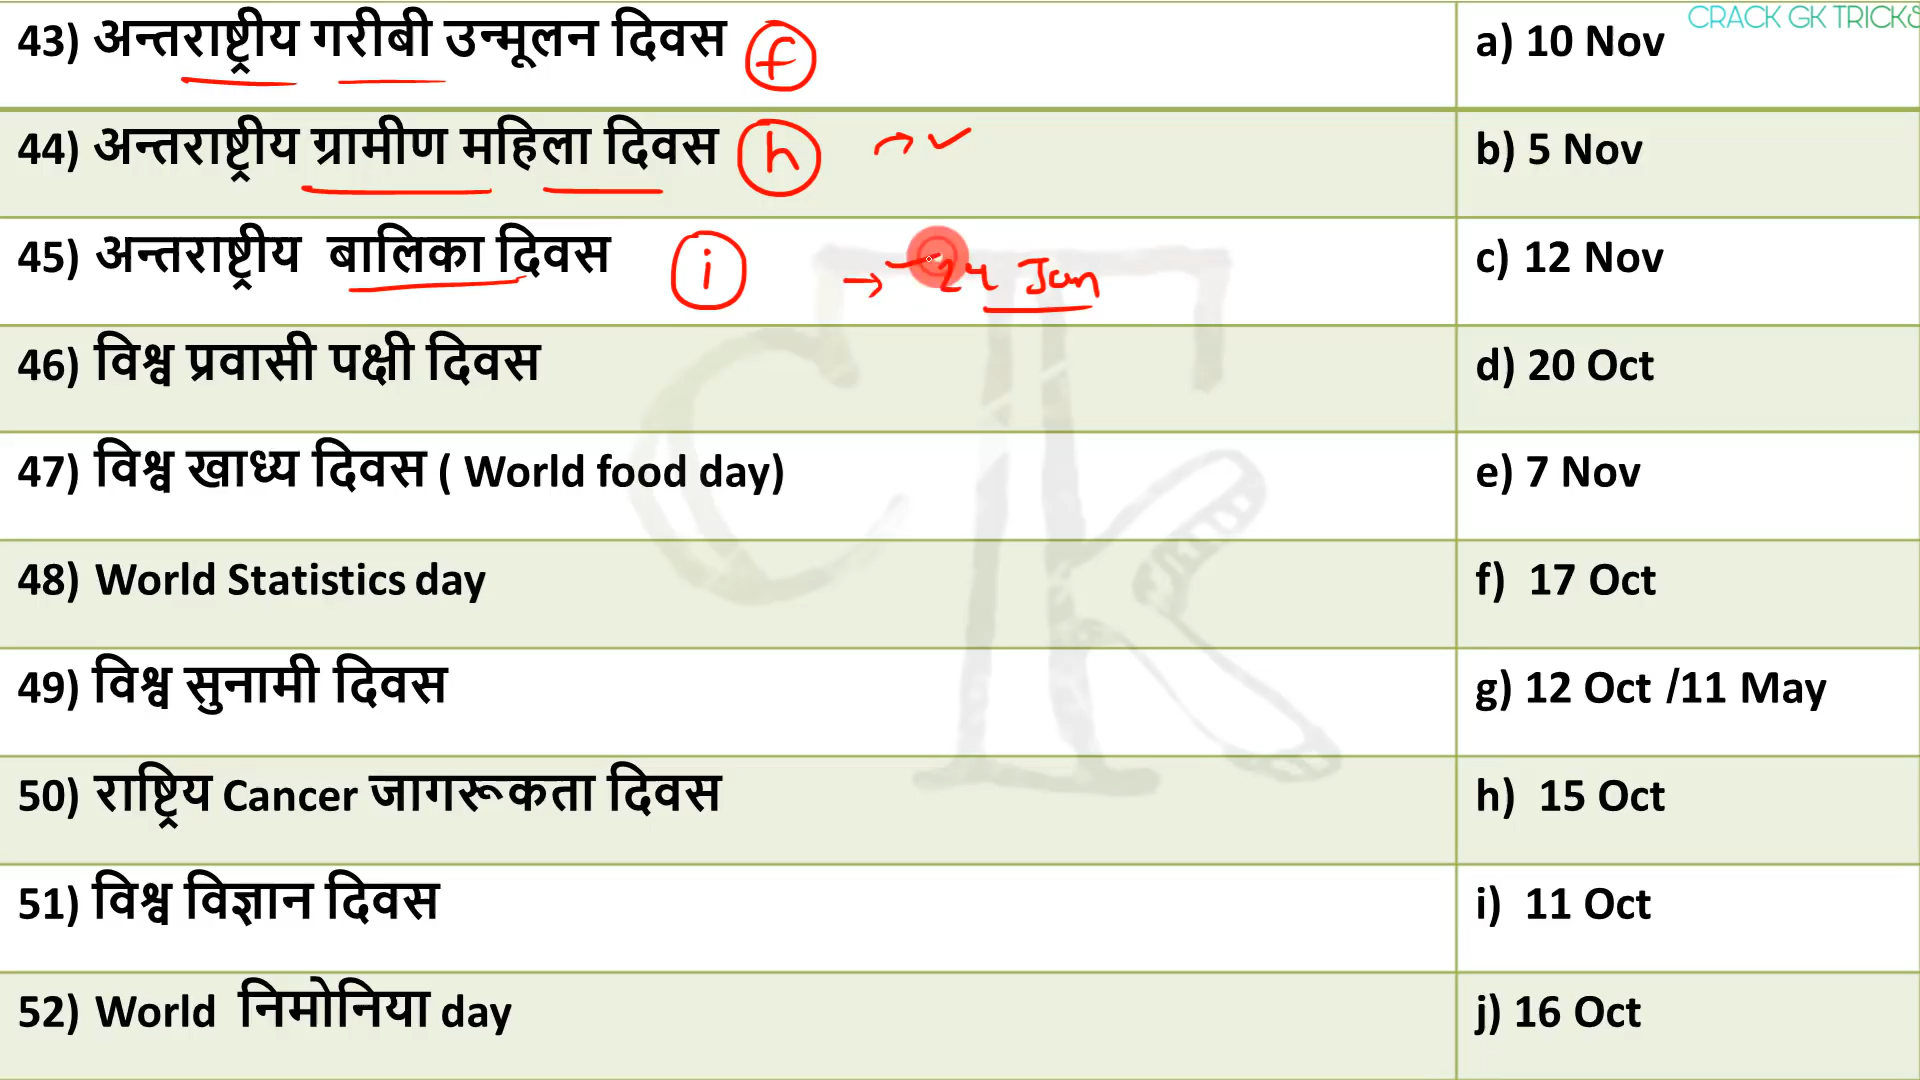 CRACK GK TRICKS
43) अन्तराष्ट्रीय गरीबी उन्मूलन दिवस f a) 10 Nov
44) अन्तराष्ट्रीय ग्रामीण महिला दिवस h b) 5 Nov
45) अन्तराष्ट्रीय बालिका दिवस i → 24 Jan c) 12 Nov
46) विश्व प्रवासी पक्षी दिवस d) 20 Oct
47) विश्व खाध्य दिवस ( World food day) e) 7 Nov
48) World Statistics day f) 17 Oct
49) विश्व सुनामी दिवस g) 12 Oct /11 May
50) राष्ट्रिय Cancer जागरूकता दिवस h) 15 Oct
51) विश्व विज्ञान दिवस i) 11 Oct
52) World निमोनिया day j) 16 Oct
CTK